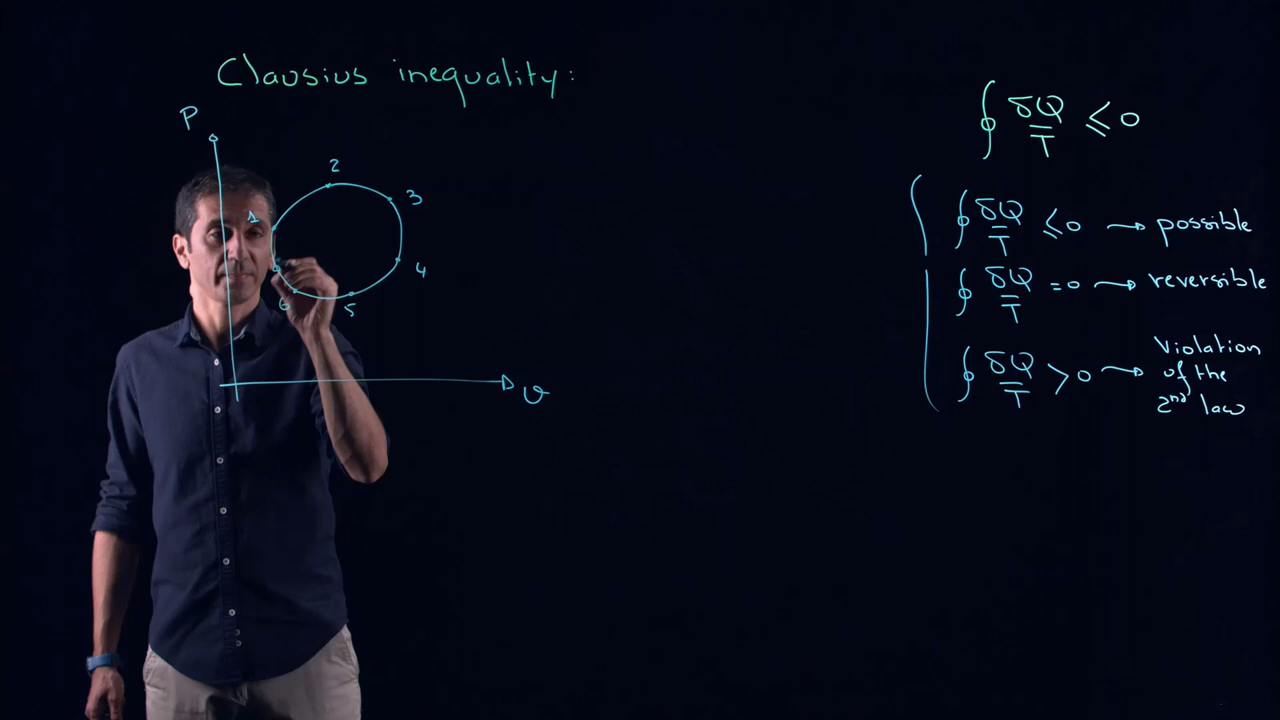 Clausius inequality:
P
1
2
3
4
5
6
v
∮ δQ/T ≤ 0
∮ δQ/T ≤ 0 → possible
∮ δQ/T = 0 → reversible
∮ δQ/T > 0 → Violation
of the
2nd law